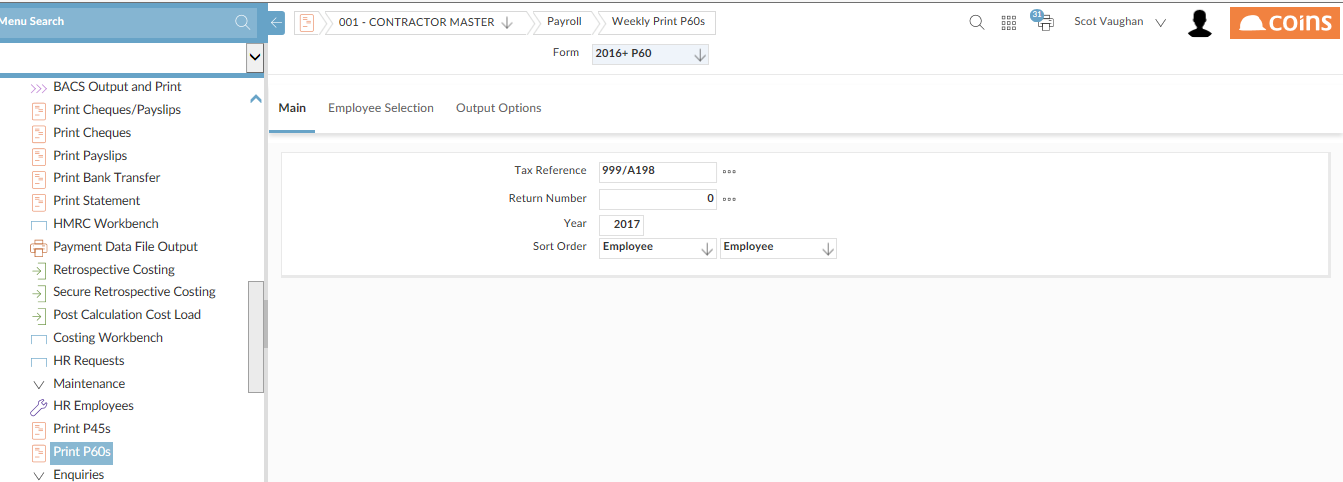 Menu Search
001 - CONTRACTOR MASTER
Payroll
Weekly Print P60s
31
Scot Vaughan
coins
Form
2016+ P60
BACS Output and Print
Print Cheques/Payslips
Print Cheques
Print Payslips
Print Bank Transfer
Print Statement
HMRC Workbench
Payment Data File Output
Retrospective Costing
Secure Retrospective Costing
Post Calculation Cost Load
Costing Workbench
HR Requests
Maintenance
HR Employees
Print P45s
Print P60s
Enquiries
Main Employee Selection Output Options
Tax Reference 999/A198
Return Number 0
Year 2017
Sort Order Employee Employee